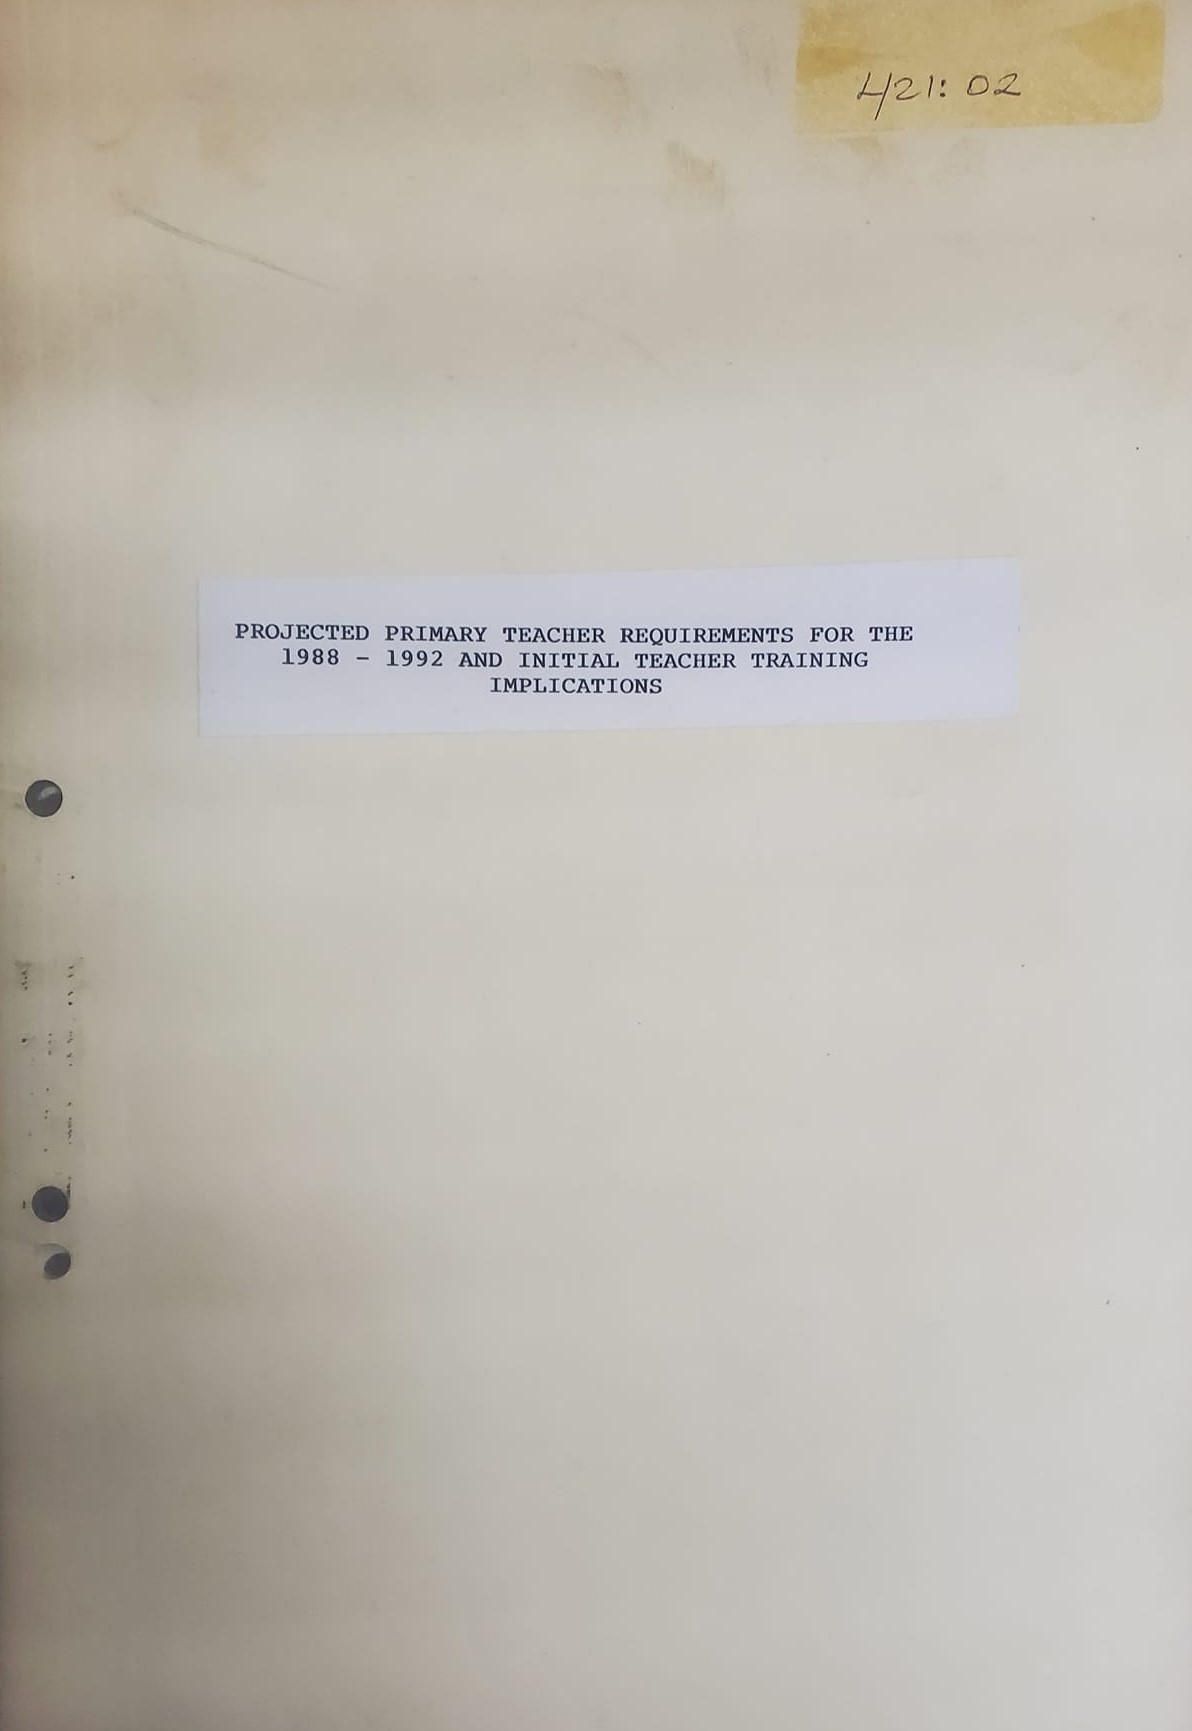 421: 02
PROJECTED PRIMARY TEACHER REQUIREMENTS FOR THE
1988 - 1992 AND INITIAL TEACHER TRAINING
IMPLICATIONS